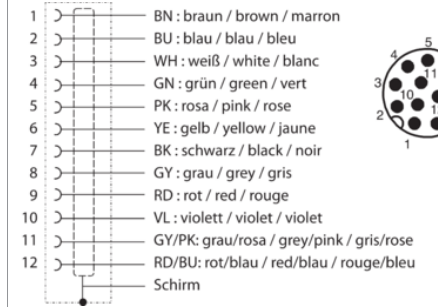 1 BN : braun / brown / marron
2 BU : blau / blau / bleu
3 WH : weiß / white / blanc
4 GN : grün / green / vert
5 PK : rosa / pink / rose
6 YE : gelb / yellow / jaune
7 BK : schwarz / black / noir
8 GY : grau / grey / gris
9 RD : rot / red / rouge
10 VL : violett / violet / violet
11 GY/PK: grau/rosa / grey/pink / gris/rose
12 RD/BU: rot/blau / red/blau / rouge/bleu
Schirm
5
4
11
3
10
2
1